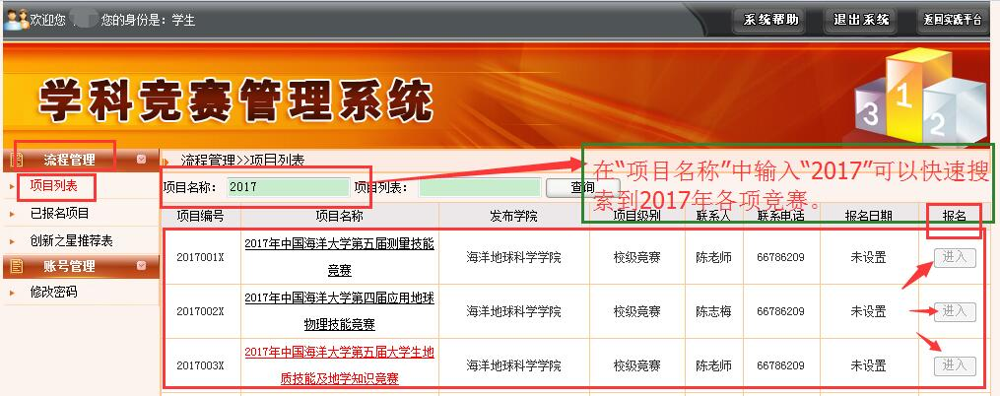 欢迎您 您的身份是：学生
系统帮助 退出系统 返回实践平台
学科竞赛管理系统
3 1 2
流程管理
项目列表
已报名项目
创新之星推荐表
账号管理
修改密码
流程管理>>项目列表
项目名称： 2017 项目列表： 查询
在“项目名称”中输入“2017”可以快速搜
索到2017年各项竞赛。
项目编号 项目名称 发布学院 项目级别 联系人 联系电话 报名日期 报名
2017001X 2017年中国海洋大学第五届测量技能
竞赛 海洋地球科学学院 校级竞赛 陈老师 66786209 未设置 进入
2017002X 2017年中国海洋大学第四届应用地球
物理技能竞赛 海洋地球科学学院 校级竞赛 陈志梅 66786209 未设置 进入
2017003X 2017年中国海洋大学第五届大学生地
质技能及地学知识竞赛 海洋地球科学学院 校级竞赛 陈老师 66786209 未设置 进入